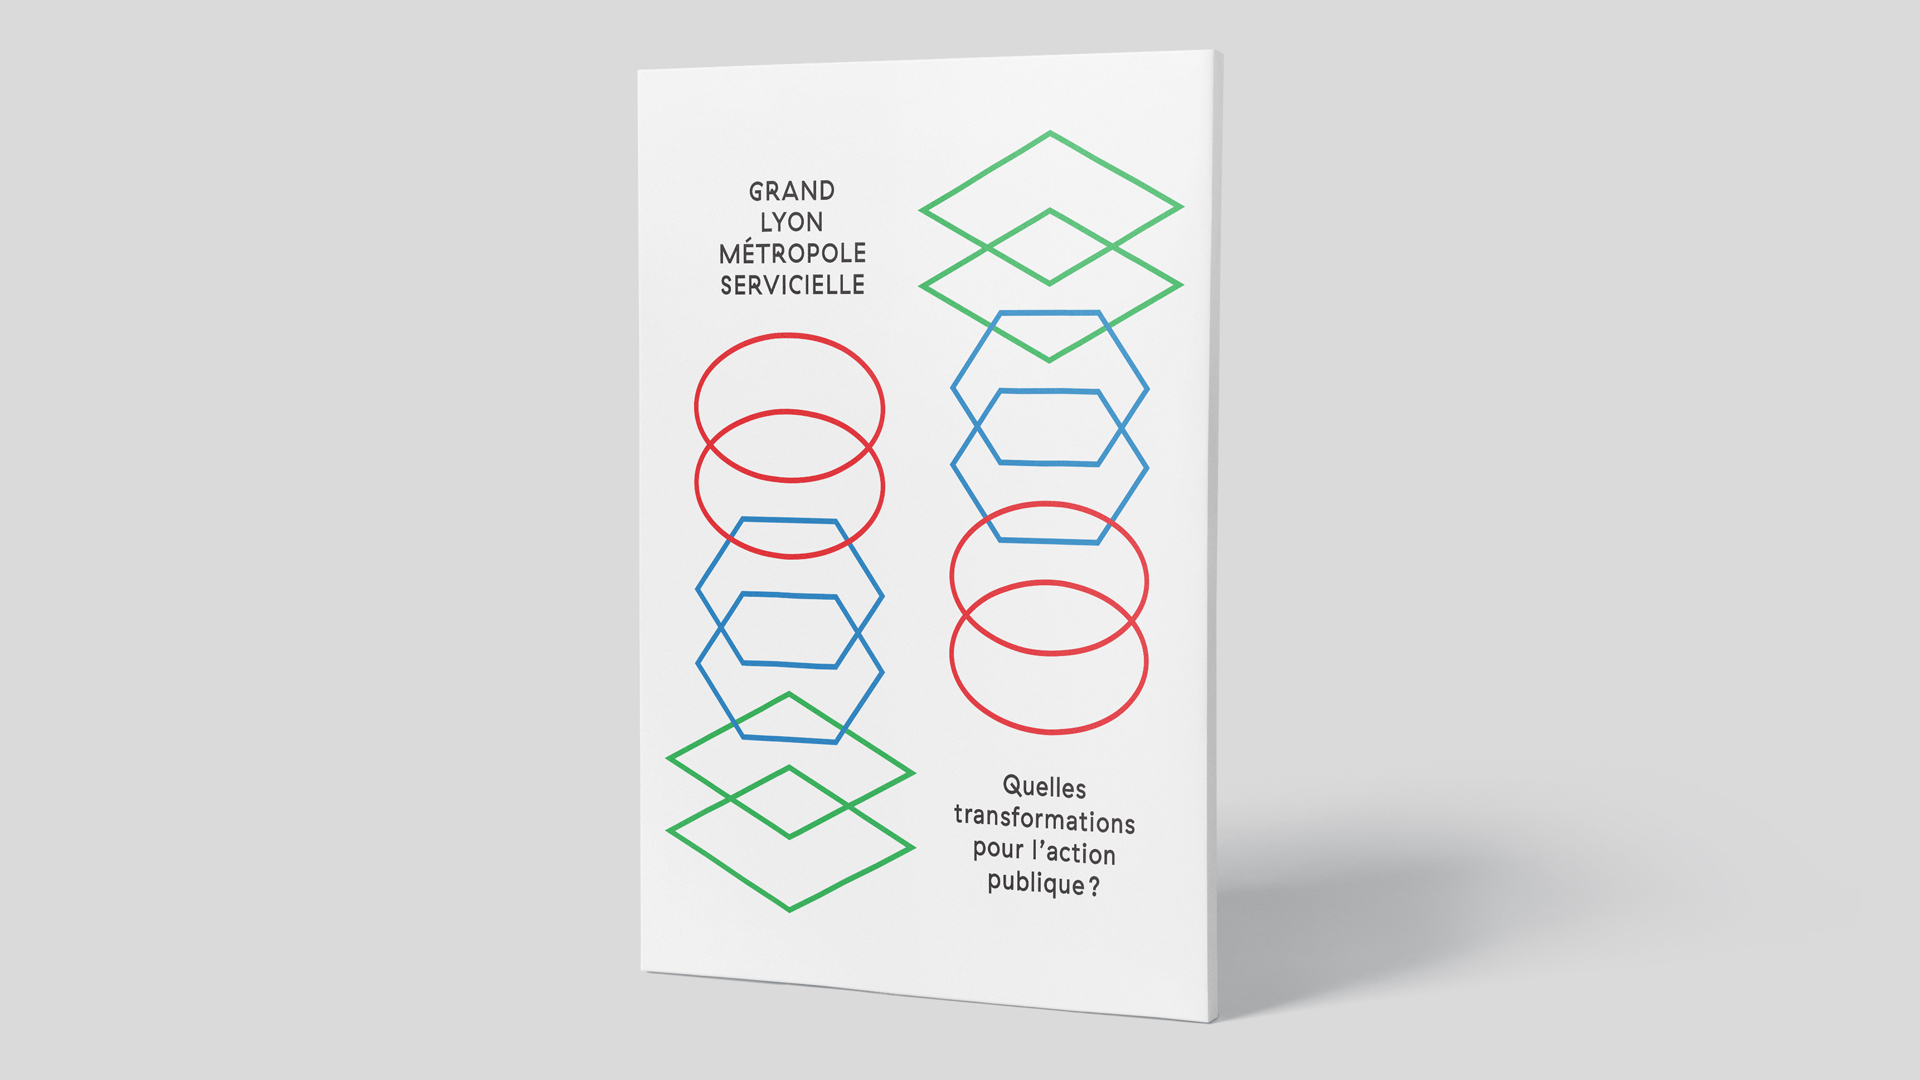 GRAND
LYON
MÉTROPOLE
SERVICIELLE
Quelles
transformations
pour l’action
publique ?